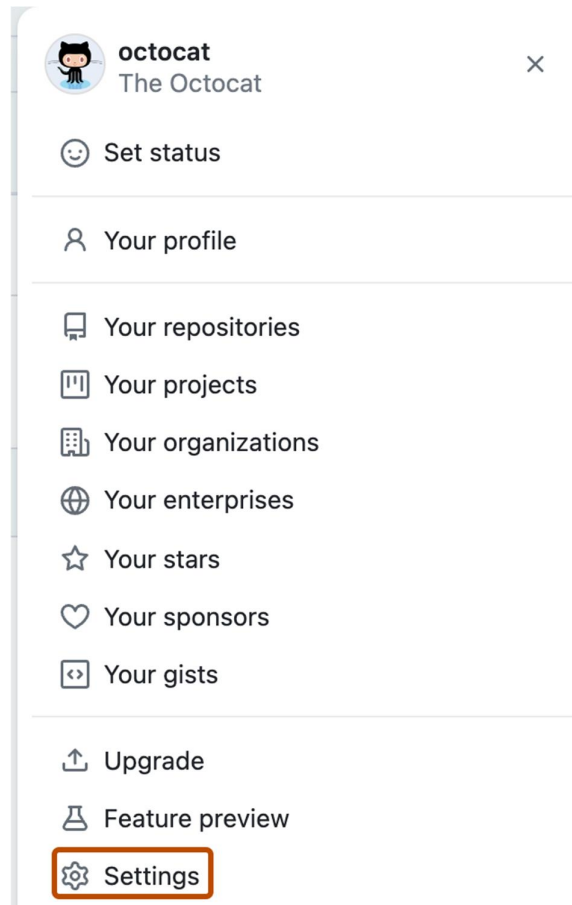 octocat
The Octocat
Set status
Your profile
Your repositories
Your projects
Your organizations
Your enterprises
Your stars
Your sponsors
Your gists
Upgrade
Feature preview
Settings